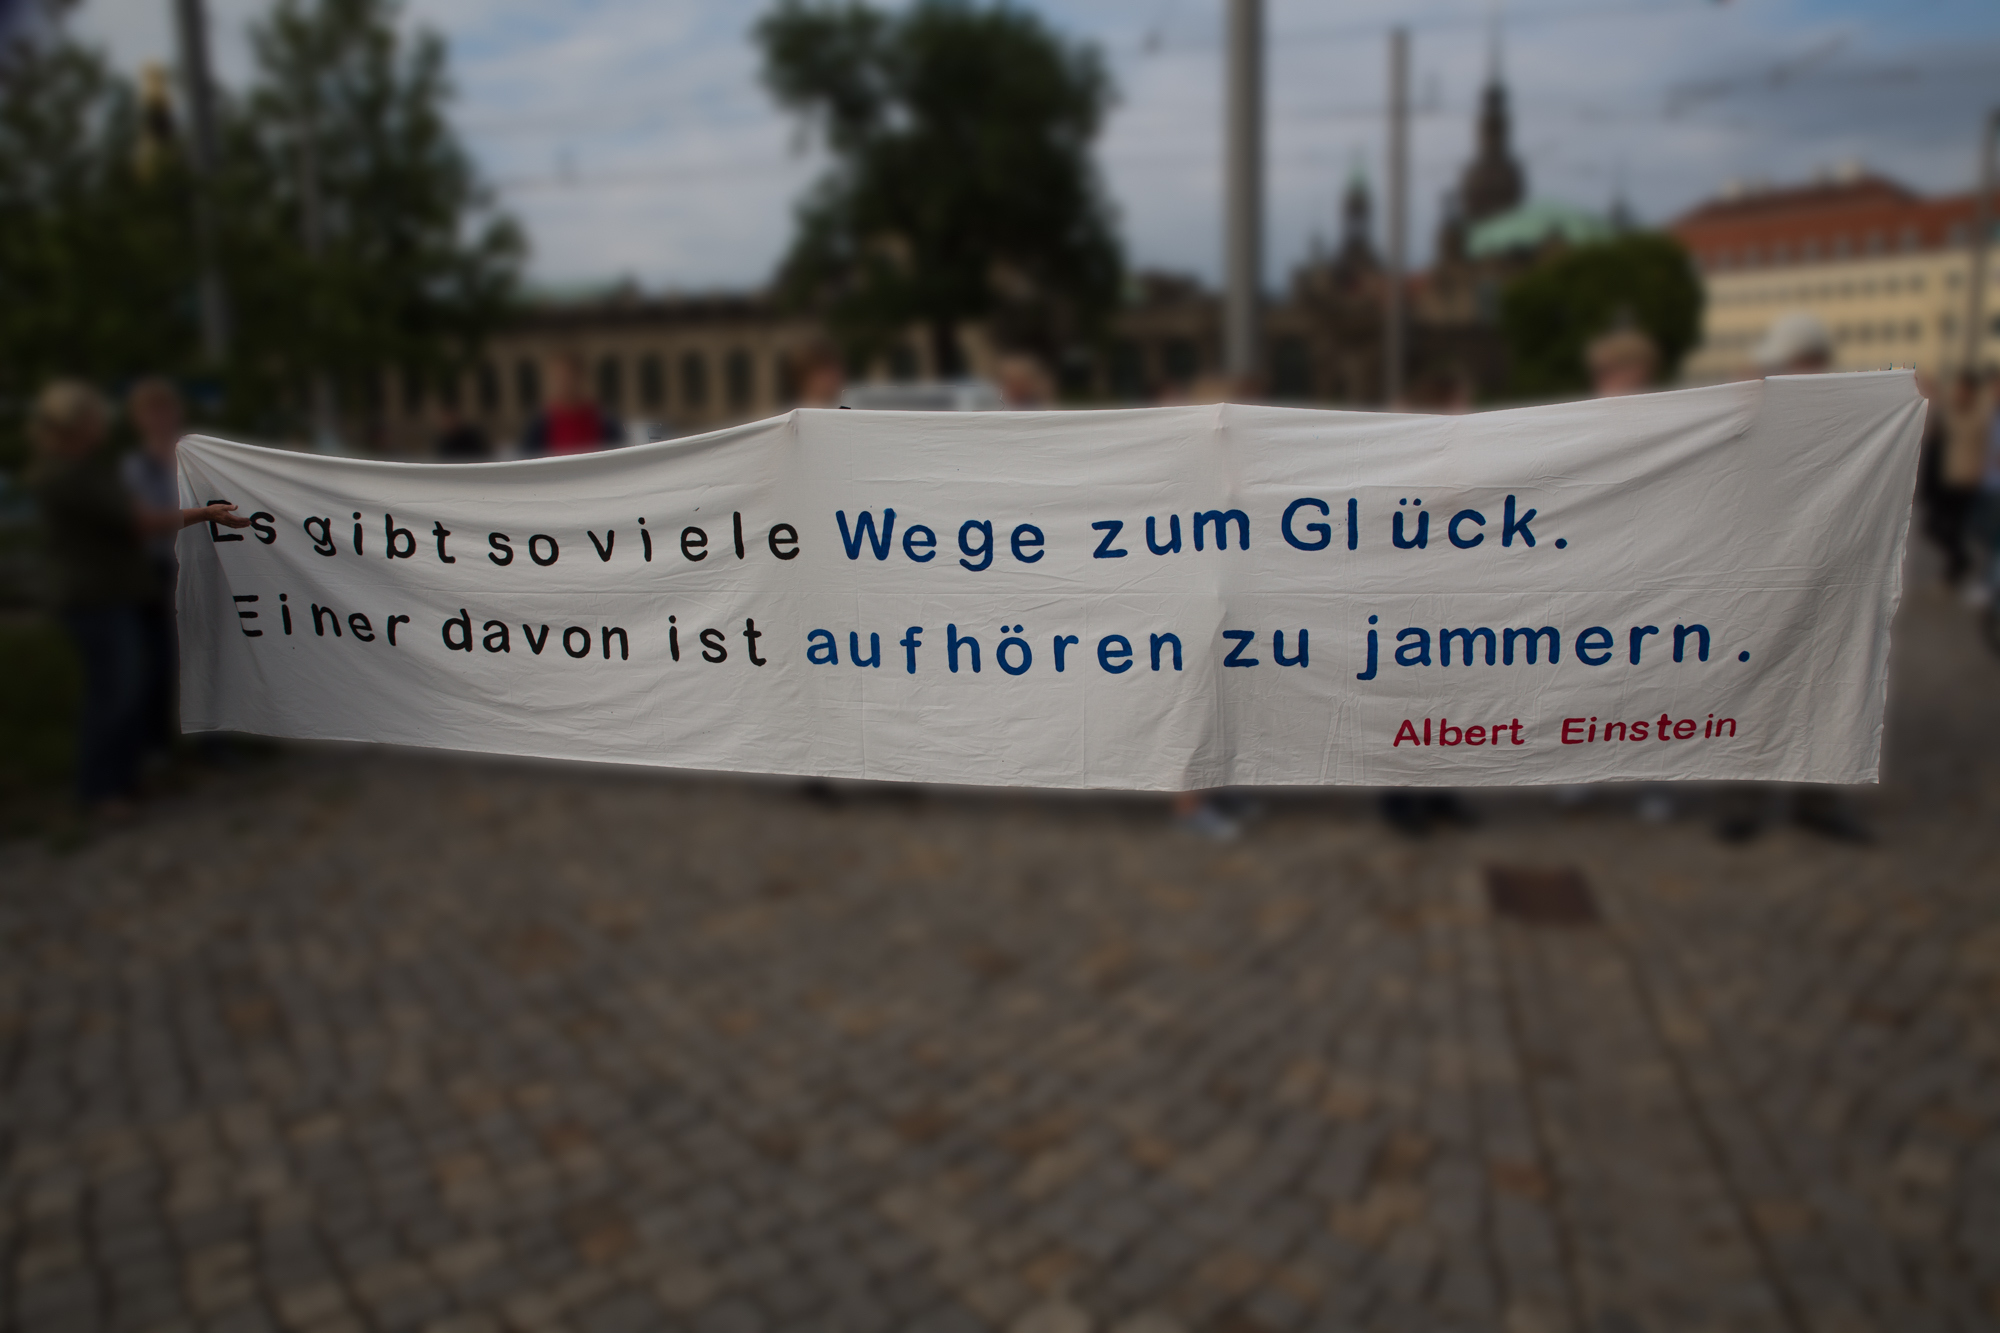 Es gibt so viele Wege zum Glück.
Einer davon ist aufhören zu jammern.
Albert Einstein